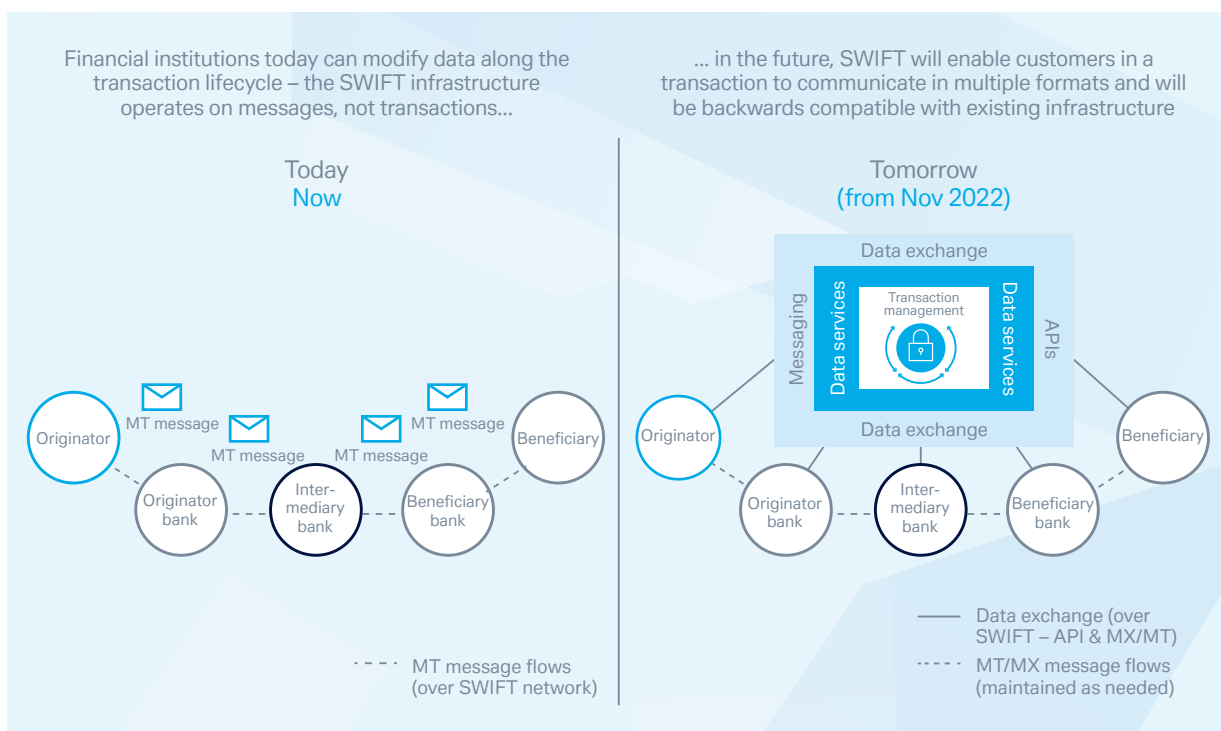 Financial institutions today can modify data along the
transaction lifecycle – the SWIFT infrastructure
operates on messages, not transactions...
Today
Now
MT message
MT message
MT message
MT message
Originator
Originator
bank
Inter-
mediary
bank
Beneficiary
bank
Beneficiary
MT message flows
(over SWIFT network)
... in the future, SWIFT will enable customers in a
transaction to communicate in multiple formats and will
be backwards compatible with existing infrastructure
Tomorrow
(from Nov 2022)
Data exchange
Messaging
Data services
Transaction
management
Data services
APIs
Data exchange
Originator
Originator
bank
Inter-
mediary
bank
Beneficiary
bank
Beneficiary
Data exchange (over
SWIFT – API & MX/MT)
MT/MX message flows
(maintained as needed)